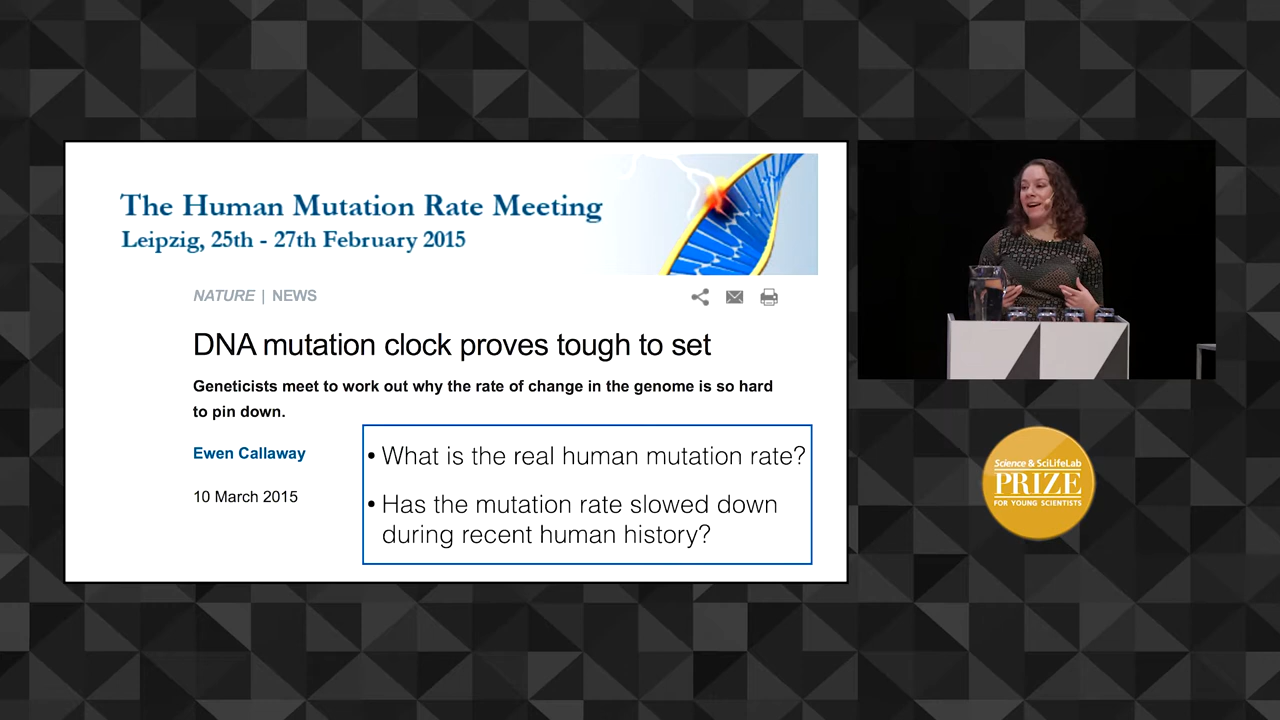 The Human Mutation Rate Meeting
Leipzig, 25th - 27th February 2015
NATURE | NEWS
DNA mutation clock proves tough to set
Geneticists meet to work out why the rate of change in the genome is so hard
to pin down.
Ewen Callaway
10 March 2015
• What is the real human mutation rate?
• Has the mutation rate slowed down
during recent human history?
Science & SciLifeLab
PRIZE
FOR YOUNG SCIENTISTS